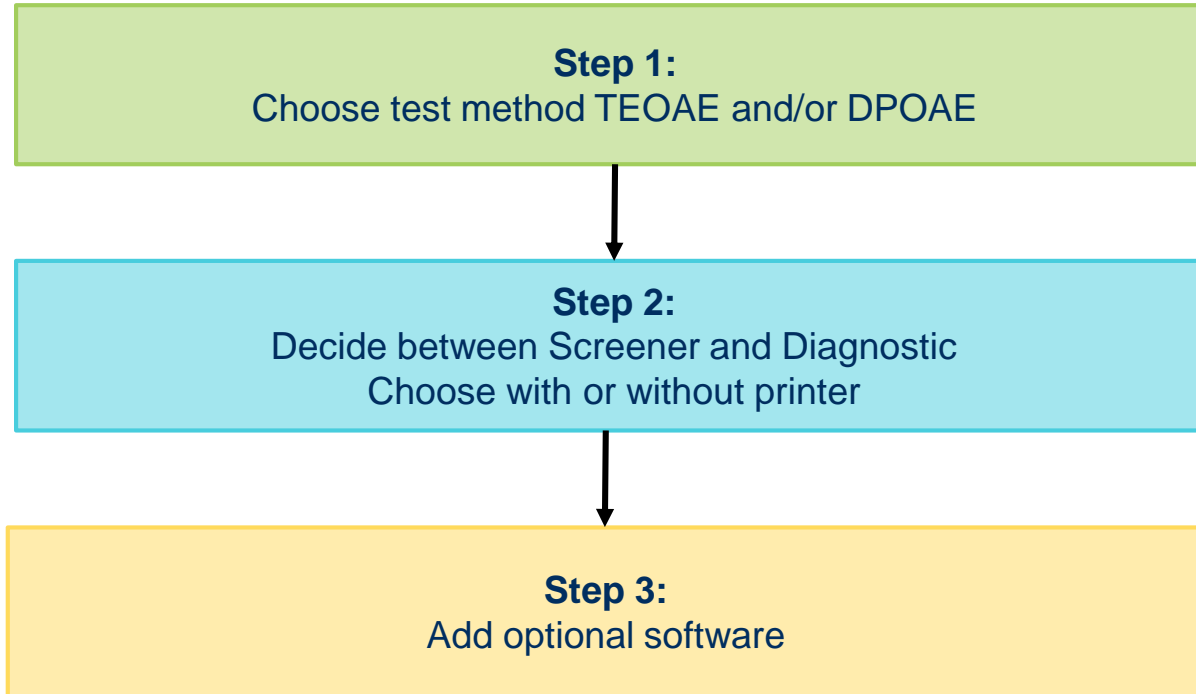 Step 1:
Choose test method TEOAE and/or DPOAE
Step 2:
Decide between Screener and Diagnostic
Choose with or without printer
Step 3:
Add optional software